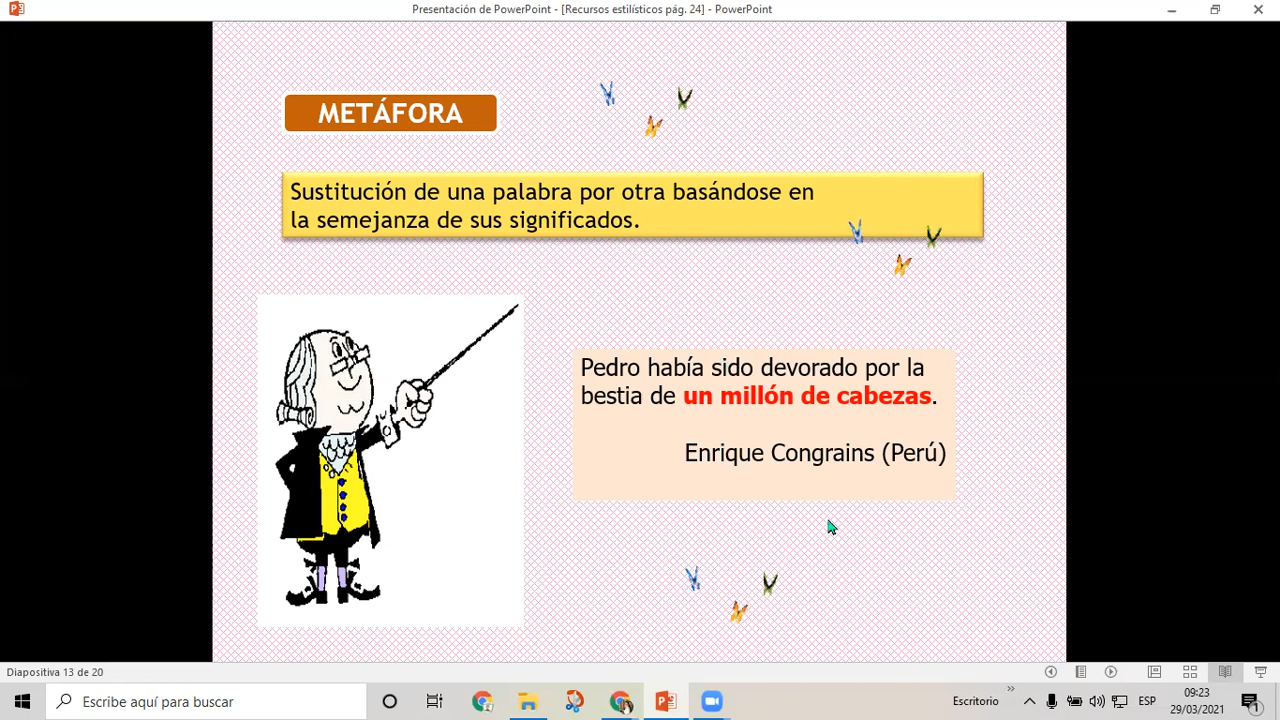 Presentación de PowerPoint - [Recursos estilísticos pág. 24] - PowerPoint
METÁFORA
Sustitución de una palabra por otra basándose en
la semejanza de sus significados.
Pedro había sido devorado por la
bestia de un millón de cabezas.
Enrique Congrains (Perú)
Diapositiva 13 de 20
Escribe aquí para buscar
Escritorio
ESP
09:23
29/03/2021